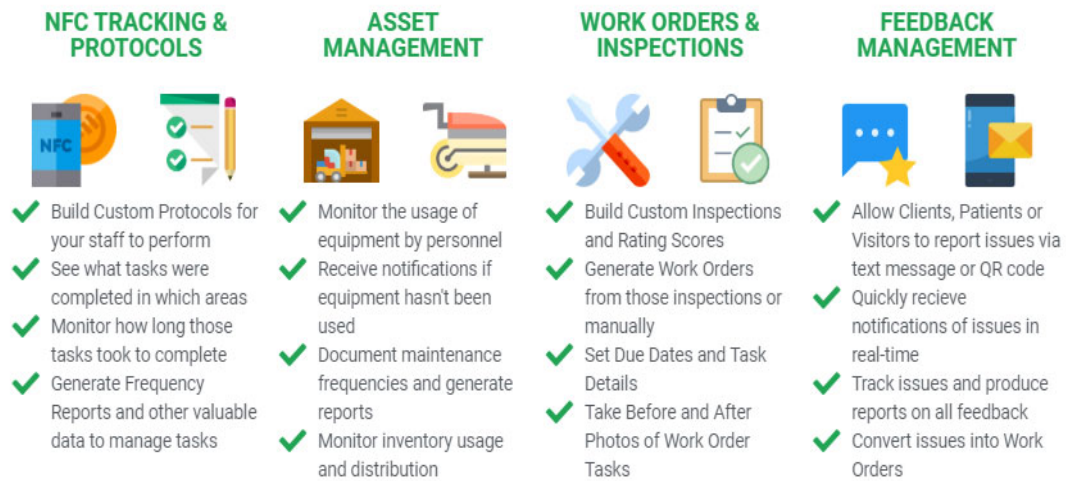 NFC TRACKING &
PROTOCOLS
NFC
Build Custom Protocols for
your staff to perform
See what tasks were
completed in which areas
Monitor how long those
tasks took to complete
Generate Frequency
Reports and other valuable
data to manage tasks
ASSET
MANAGEMENT
Monitor the usage of
equipment by personnel
Receive notifications if
equipment hasn't been
used
Document maintenance
frequencies and generate
reports
Monitor inventory usage
and distribution
WORK ORDERS &
INSPECTIONS
Build Custom Inspections
and Rating Scores
Generate Work Orders
from those inspections or
manually
Set Due Dates and Task
Details
Take Before and After
Photos of Work Order
Tasks
FEEDBACK
MANAGEMENT
Allow Clients, Patients or
Visitors to report issues via
text message or QR code
Quickly recieve
notifications of issues in
real-time
Track issues and produce
reports on all feedback
Convert issues into Work
Orders